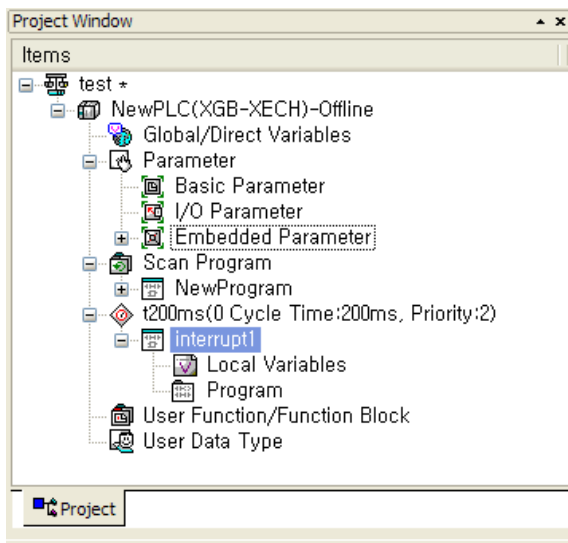 Project Window
Items
test *
NewPLC(XGB-XECH)-Offline
Global/Direct Variables
Parameter
Basic Parameter
I/O Parameter
Embedded Parameter
Scan Program
NewProgram
t200ms(0 Cycle Time:200ms, Priority:2)
interrupt1
Local Variables
Program
User Function/Function Block
User Data Type
Project